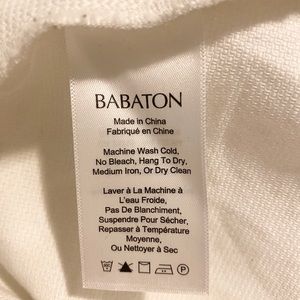 BABATON
Made in China
Fabriqué en Chine
Machine Wash Cold,
No Bleach, Hang To Dry,
Medium Iron, Or Dry Clean
Laver à La Machine à
L'eau Froide,
Pas De Blanchiment,
Suspendre Pour Sécher,
Repasser à Température
Moyenne,
Ou Nettoyer à Sec
P